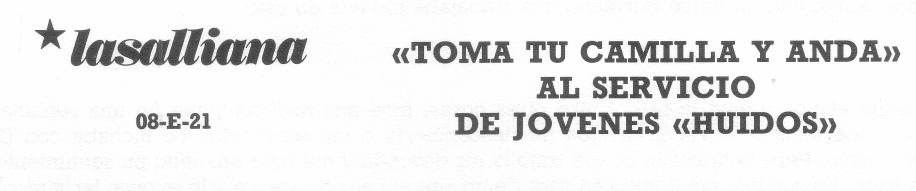 lasalliana
08-E-21
«TOMA TU CAMILLA Y ANDA»
AL SERVICIO
DE JOVENES «HUIDOS»